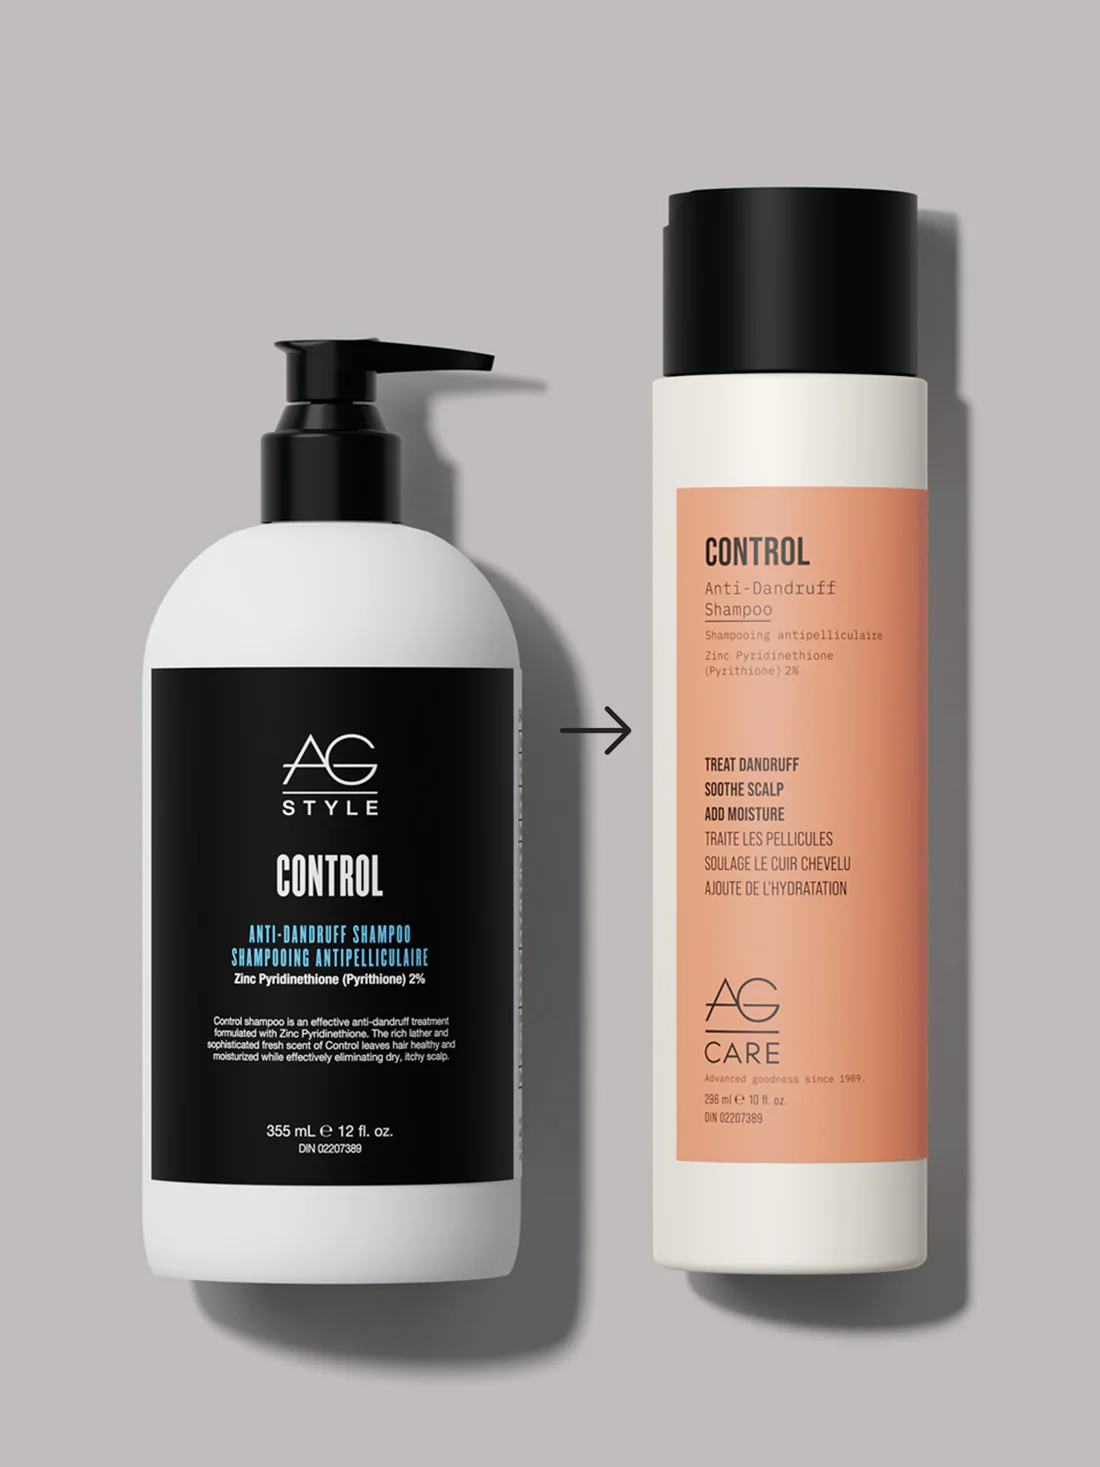 AG
STYLE
CONTROL
ANTI-DANDRUFF SHAMPOO
SHAMPOOING ANTIPELLICULAIRE
Zinc Pyridinethione (Pyrithione) 2%
Control shampoo is an effective anti-dandruff treatment
formulated with Zinc Pyridinethione. The rich lather and
sophisticated fresh scent of Control leaves hair healthy and
moisturized while effectively eliminating dry, itchy scalp.
355 mL ℮ 12 fl. oz.
DIN 02207389
CONTROL
Anti-Dandruff
Shampoo
Shampooing antipelliculaire
Zinc Pyridinethione
(Pyrithione) 2%
TREAT DANDRUFF
SOOTHE SCALP
ADD MOISTURE
TRAITE LES PELLICULES
SOULAGE LE CUIR CHEVELU
AJOUTE DE L'HYDRATATION
AG
CARE
Advanced goodness since 1989.
296 ml ℮ 10 fl. oz.
DIN 02207389